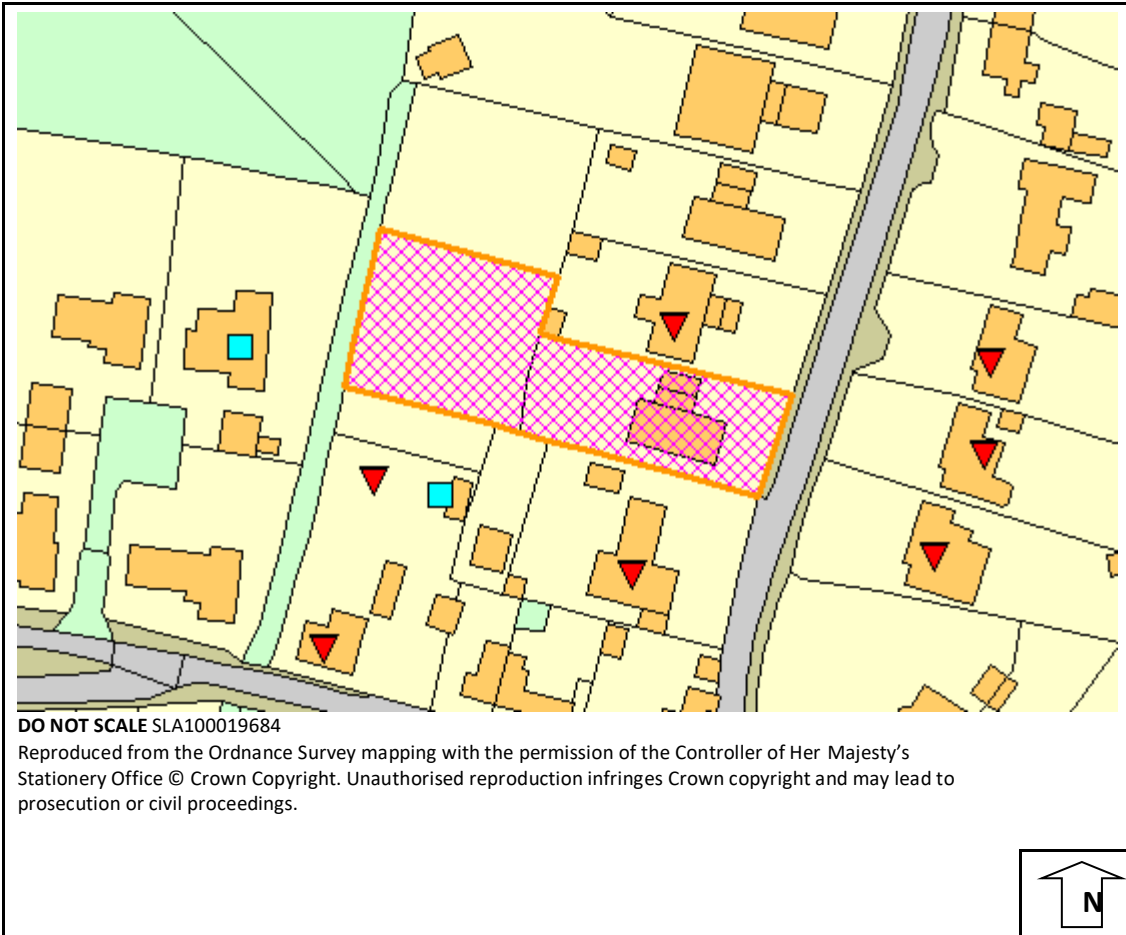 DO NOT SCALE SLA100019684
Reproduced from the Ordnance Survey mapping with the permission of the Controller of Her Majesty's
Stationery Office © Crown Copyright. Unauthorised reproduction infringes Crown copyright and may lead to
prosecution or civil proceedings.
N